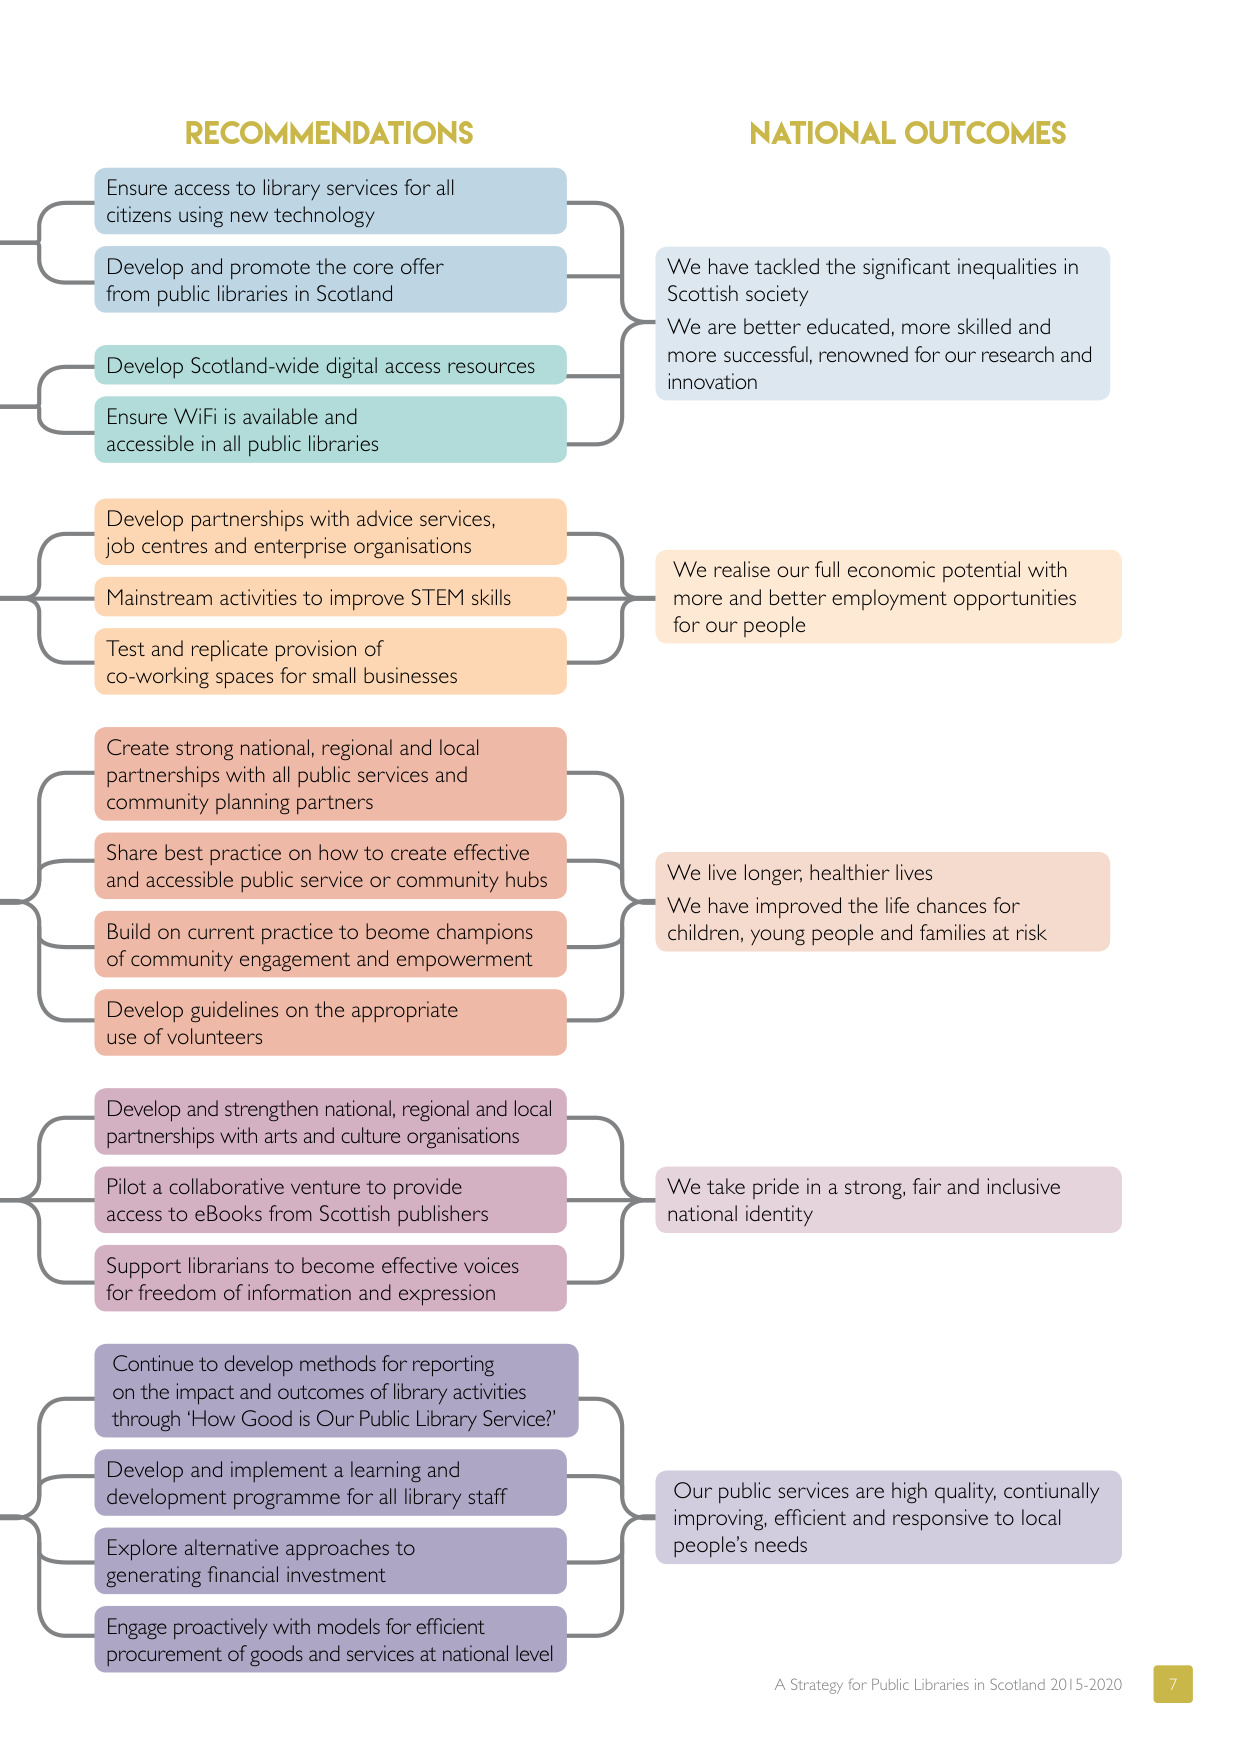 RECOMMENDATIONS
NATIONAL OUTCOMES
Ensure access to library services for all
citizens using new technology
Develop and promote the core offer
from public libraries in Scotland
Develop Scotland-wide digital access resources
Ensure WiFi is available and
accessible in all public libraries
We have tackled the significant inequalities in
Scottish society
We are better educated, more skilled and
more successful, renowned for our research and
innovation
Develop partnerships with advice services,
job centres and enterprise organisations
Mainstream activities to improve STEM skills
Test and replicate provision of
co-working spaces for small businesses
We realise our full economic potential with
more and better employment opportunities
for our people
Create strong national, regional and local
partnerships with all public services and
community planning partners
Share best practice on how to create effective
and accessible public service or community hubs
Build on current practice to beome champions
of community engagement and empowerment
Develop guidelines on the appropriate
use of volunteers
We live longer, healthier lives
We have improved the life chances for
children, young people and families at risk
Develop and strengthen national, regional and local
partnerships with arts and culture organisations
Pilot a collaborative venture to provide
access to eBooks from Scottish publishers
Support librarians to become effective voices
for freedom of information and expression
We take pride in a strong, fair and inclusive
national identity
Continue to develop methods for reporting
on the impact and outcomes of library activities
through ‘How Good is Our Public Library Service?’
Develop and implement a learning and
development programme for all library staff
Explore alternative approaches to
generating financial investment
Engage proactively with models for efficient
procurement of goods and services at national level
Our public services are high quality, contiunally
improving, efficient and responsive to local
people’s needs
A Strategy for Public Libraries in Scotland 2015-2020
7